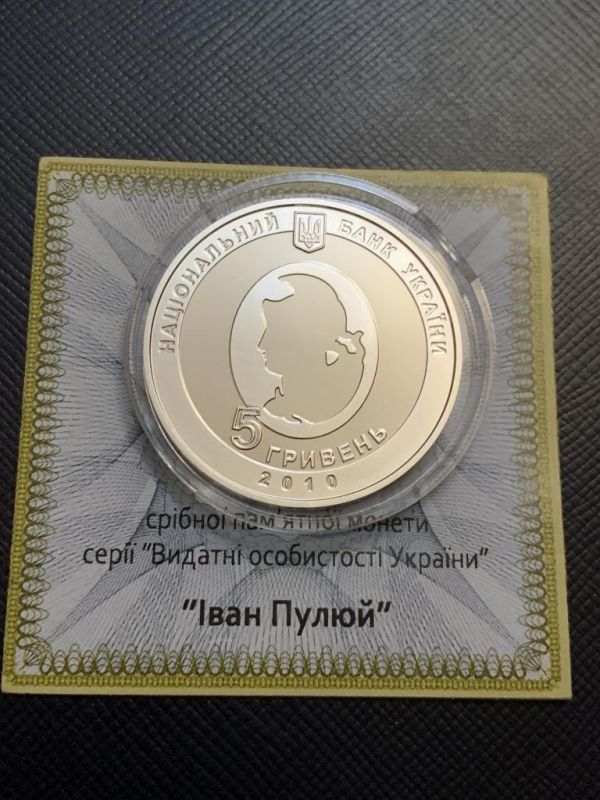 НАЦІОНАЛЬНИЙ БАНК УКРАЇНИ
5 ГРИВЕНЬ
2010
срібної пам'ятної монети
серії "Видатні особистості України"
"Іван Пулюй"